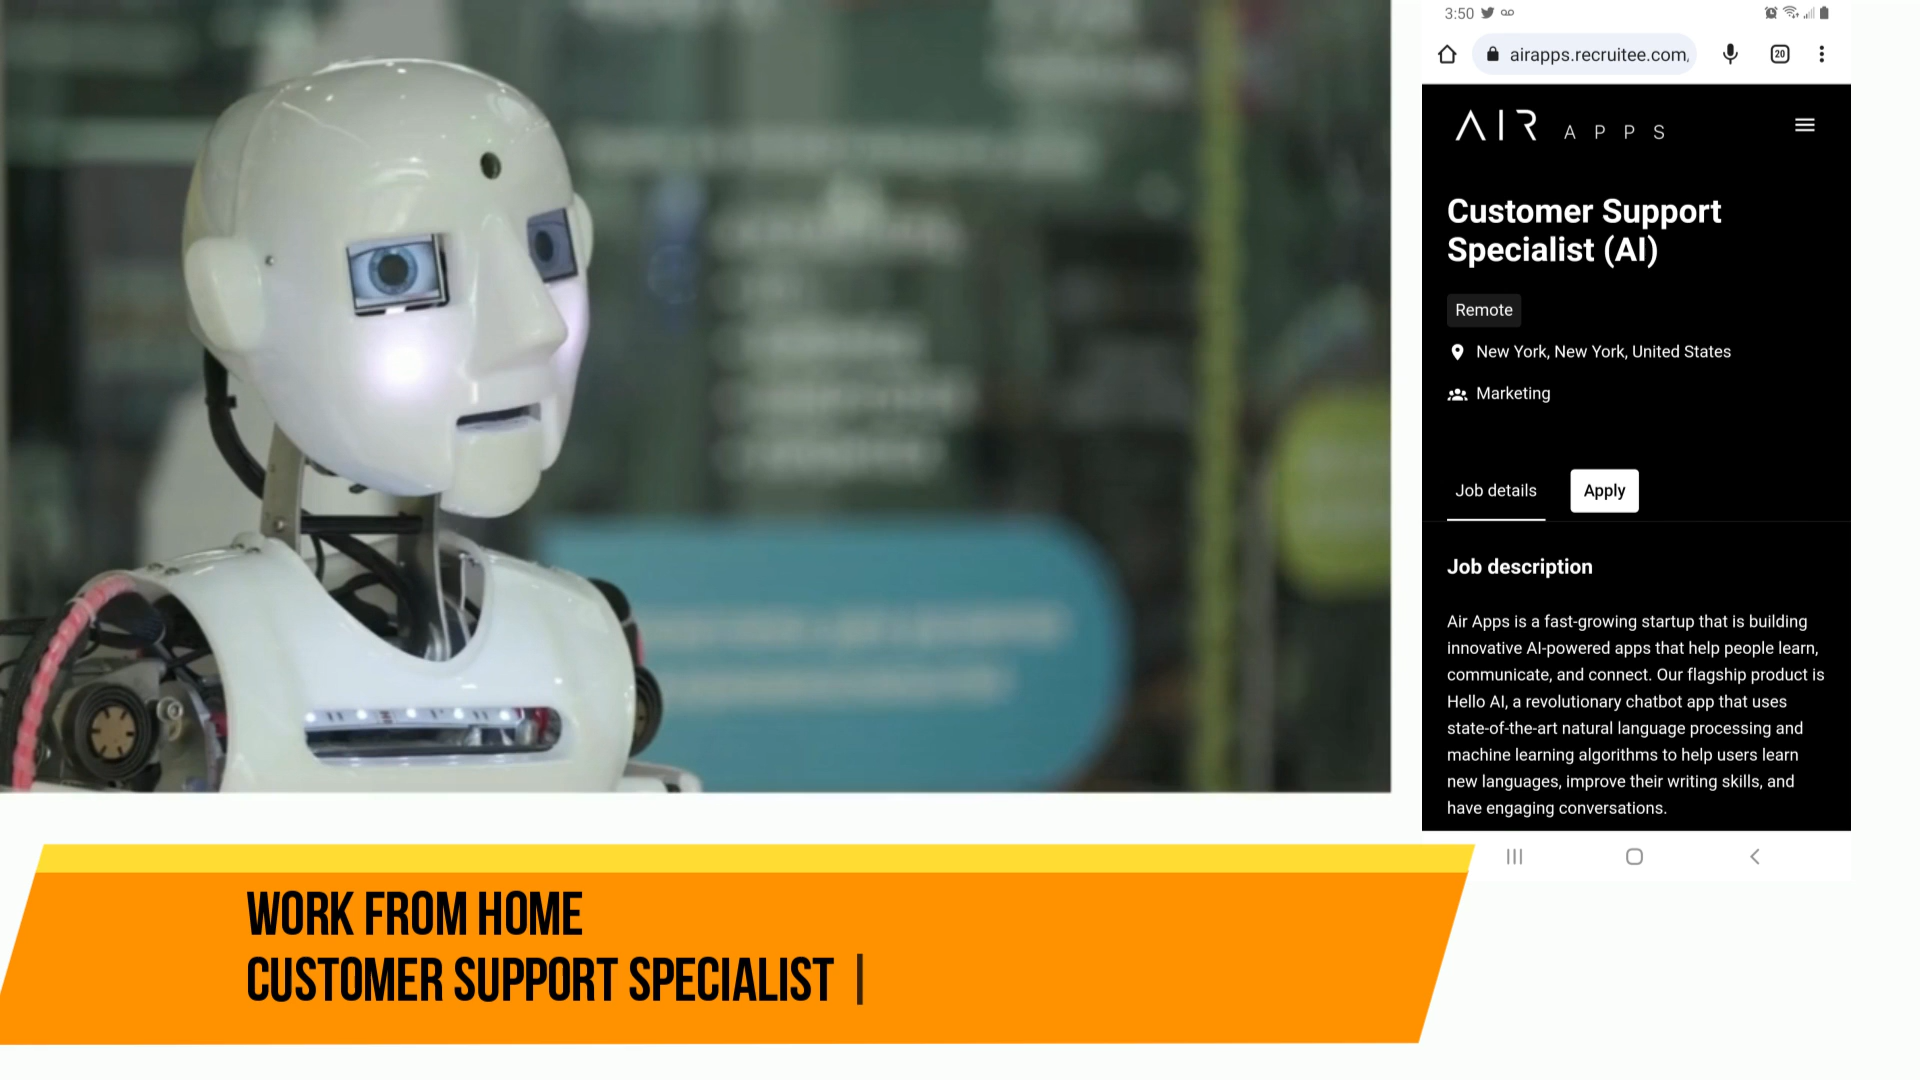 3:50
20
airapps.recruitee.com
AIR APPS
Customer Support
Specialist (AI)
Remote
New York, New York, United States
Marketing
Job details
Apply
Job description
Air Apps is a fast-growing startup that is building
innovative AI-powered apps that help people learn,
communicate, and connect. Our flagship product is
Hello AI, a revolutionary chatbot app that uses
state-of-the-art natural language processing and
machine learning algorithms to help users learn
new languages, improve their writing skills, and
have engaging conversations.
WORK FROM HOME
CUSTOMER SUPPORT SPECIALIST |